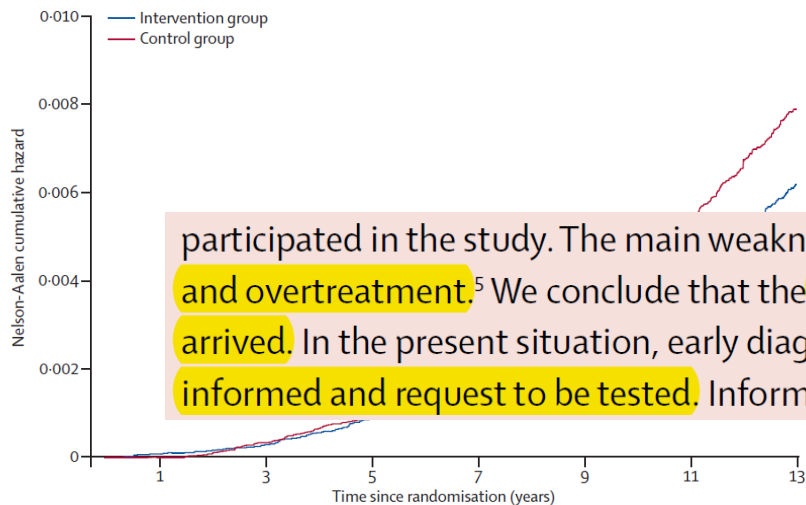 0·010
Intervention group
Control group
0·008
0·006
0·004
0·002
0
Nelson-Aalen cumulative hazard
participated in the study. The main weakn
and overtreatment.5 We conclude that the
arrived. In the present situation, early diag
informed and request to be tested. Inform
1 3 5 7 9 11 13
Time since randomisation (years)